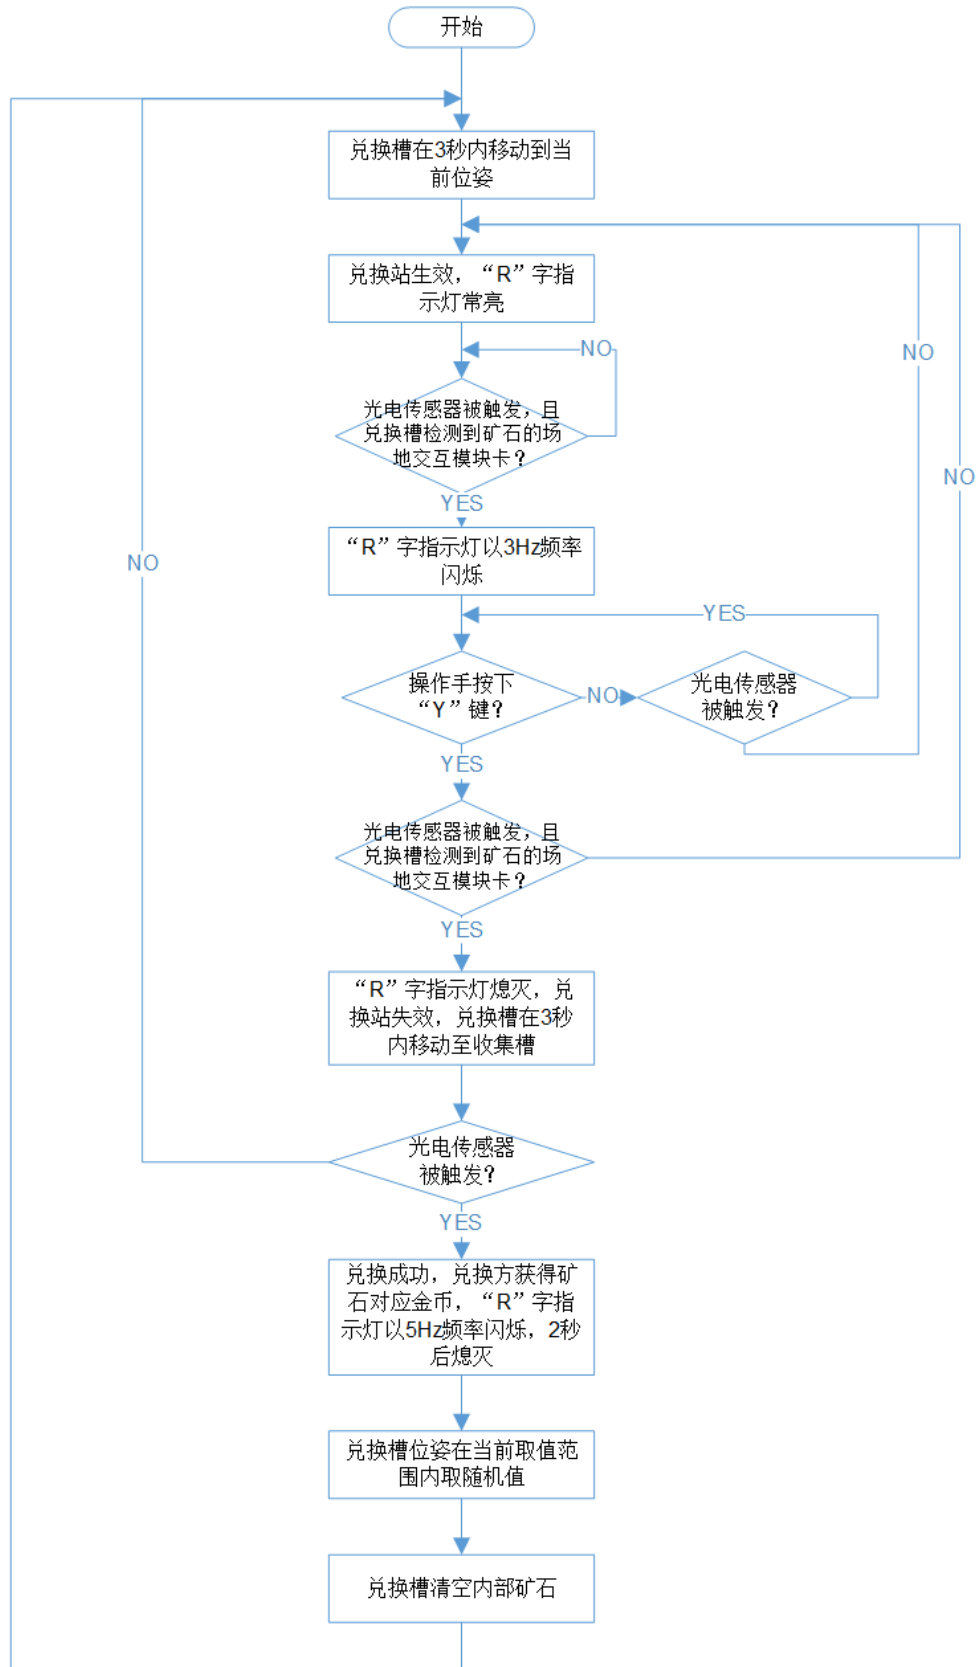 开始
兑换槽在3秒内移动到当
前位姿
兑换站生效，“R”字指
示灯常亮
NO
NO
光电传感器被触发，且
兑换槽检测到矿石的场
地交互模块卡？
NO
YES
“R”字指示灯以3Hz频率
闪烁
NO
YES
操作手按下
“Y”键？
NO
光电传感器
被触发？
YES
光电传感器被触发，且
兑换槽检测到矿石的场
地交互模块卡？
YES
“R”字指示灯熄灭，兑
换站失效，兑换槽在3秒
内移动至收集槽
光电传感器
被触发？
YES
兑换成功，兑换方获得矿
石对应金币，“R”字指
示灯以5Hz频率闪烁，2秒
后熄灭
兑换槽位姿在当前取值范
围内取随机值
兑换槽清空内部矿石